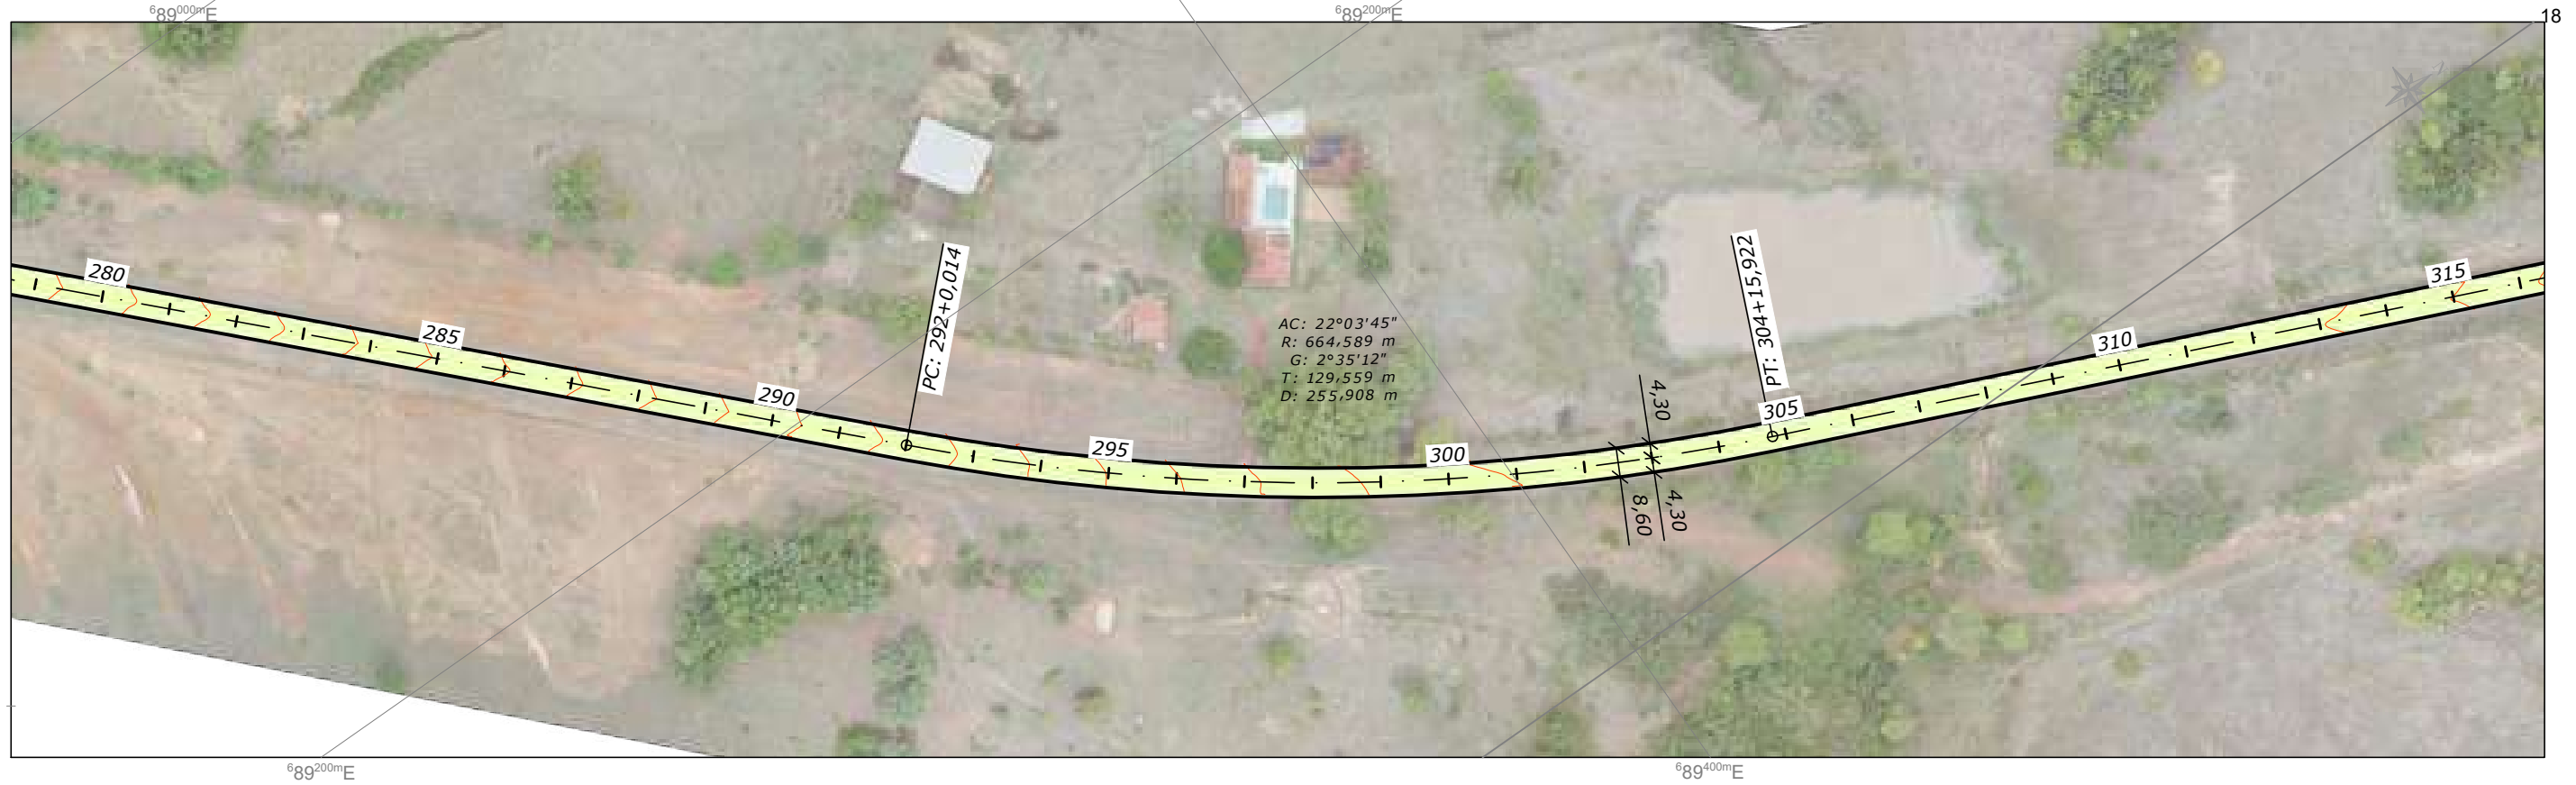 689000mE
689200mE
18
280
285
290
PC: 292+0,014
295
AC: 22°03'45"
R: 664,589 m
G: 2°35'12"
T: 129,559 m
D: 255,908 m
300
4,30
8,60
4,30
PT: 304+15,922
305
310
315
689200mE
689400mE